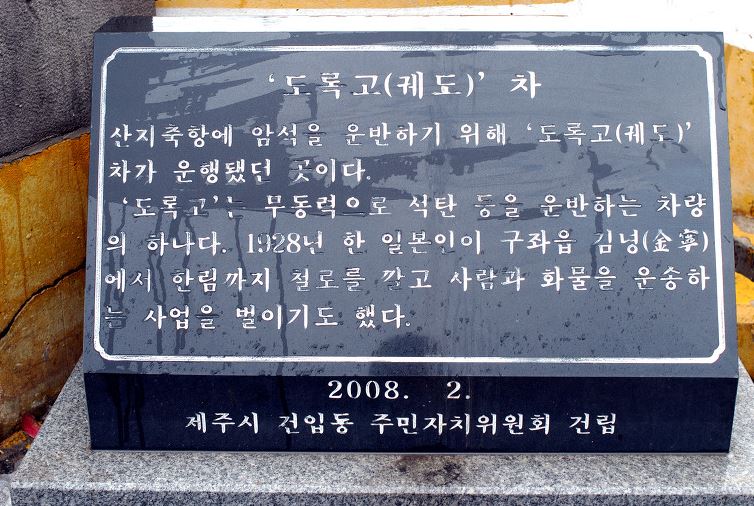 ‘도록고(궤도)’ 차
산지축항에 암석을 운반하기 위해 ‘도록고(궤도)’
차가 운행됐던 곳이다.
‘도록고’는 무동력으로 석탄 등을 운반하는 차량
의 하나다. 1928년 한 일본인이 구좌읍 김녕(金寧)
에서 한림까지 철로를 깔고 사람과 화물을 운송하
는 사업을 벌이기도 했다.
2008. 2.
제주시 건입동 주민자치위원회 건립